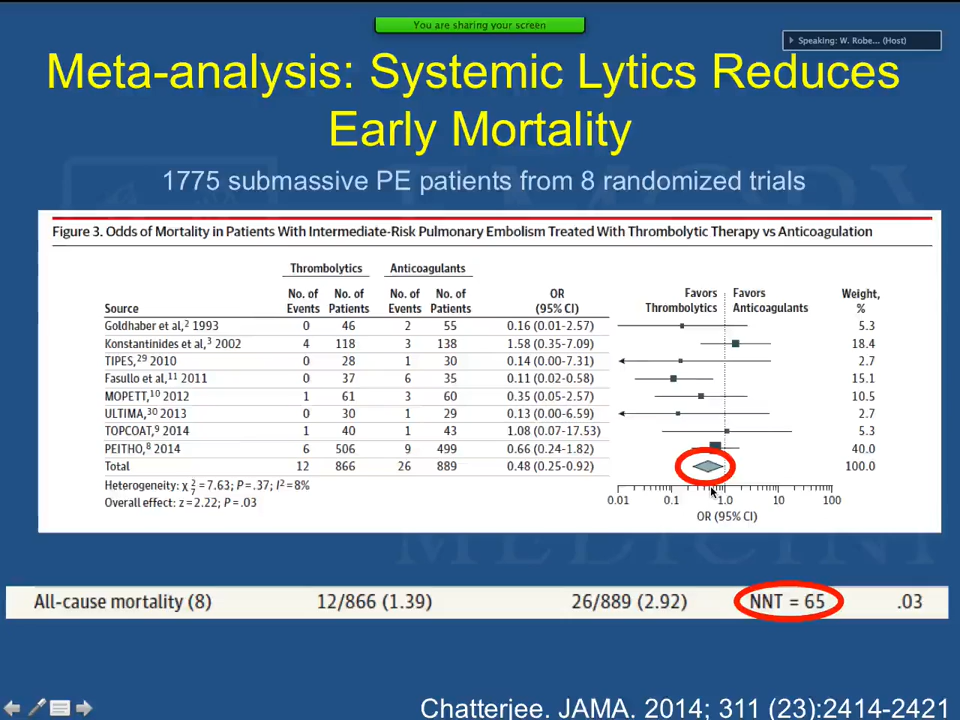 You are sharing your screen
Speaking: W. Robe... (Host)
Meta-analysis: Systemic Lytics Reduces
Early Mortality
1775 submassive PE patients from 8 randomized trials
Figure 3. Odds of Mortality in Patients With Intermediate-Risk Pulmonary Embolism Treated With Thrombolytic Therapy vs Anticoagulation
Thrombolytics Anticoagulants
No. of No. of No. of No. of OR Favors Favors Weight,
Source Events Patients Events Patients (95% CI) Thrombolytics Anticoagulants %
Goldhaber et al,2 1993 0 46 2 55 0.16 (0.01-2.57) 5.3
Konstantinides et al,3 2002 4 118 3 138 1.58 (0.35-7.09) 18.4
TIPES,29 2010 0 28 1 30 0.14 (0.00-7.31) 2.7
Fasullo et al,11 2011 0 37 6 35 0.11 (0.02-0.58) 15.1
MOPETT,10 2012 1 61 3 60 0.35 (0.05-2.57) 10.5
ULTIMA,30 2013 0 30 1 29 0.13 (0.00-6.59) 2.7
TOPCOAT,9 2014 1 40 1 43 1.08 (0.07-17.53) 5.3
PEITHO,8 2014 6 506 9 499 0.66 (0.24-1.82) 40.0
Total 12 866 26 889 0.48 (0.25-0.92) 100.0
Heterogeneity: χ²₇ = 7.63; P = .37; I² = 8%
Overall effect: z = 2.22; P = .03
0.01 0.1 1.0 10 100
OR (95% CI)
MEDICINE
All-cause mortality (8) 12/866 (1.39) 26/889 (2.92) NNT = 65 .03
Chatterjee. JAMA. 2014; 311 (23):2414-2421